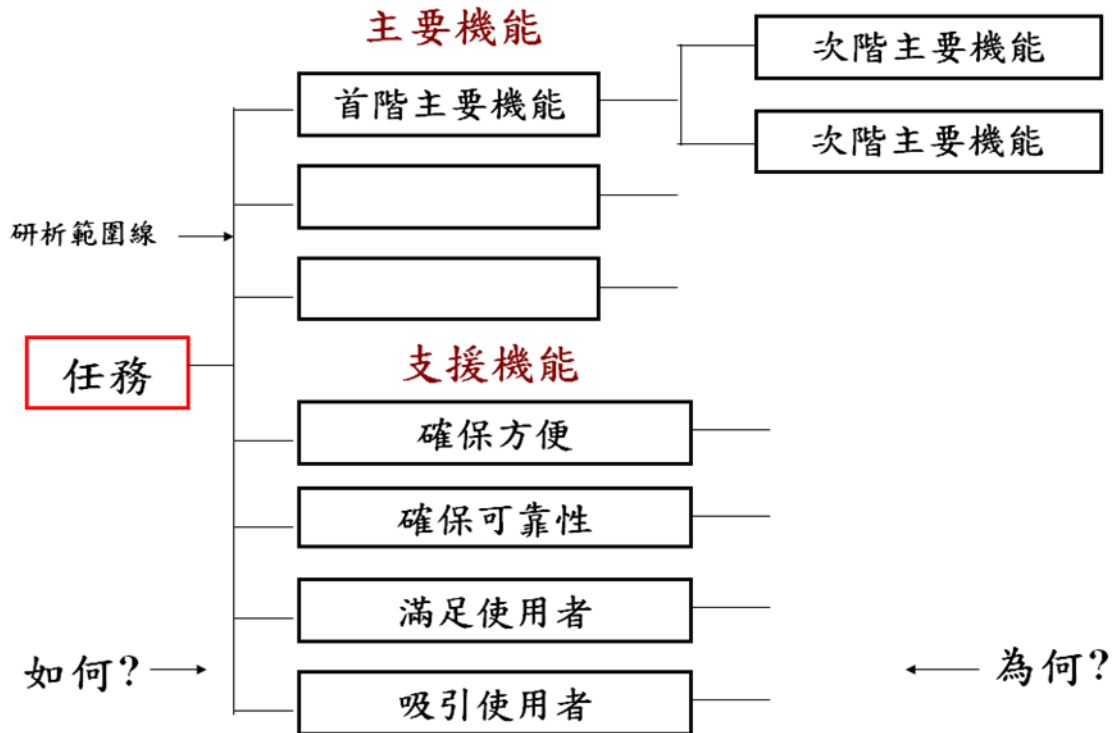 主要機能
首階主要機能
次階主要機能
次階主要機能
研析範圍線
任務
支援機能
確保方便
確保可靠性
滿足使用者
吸引使用者
如何?
為何?